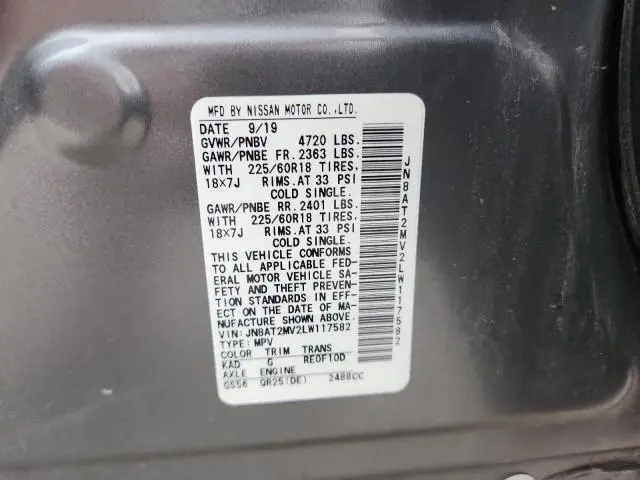 MFD BY NISSAN MOTOR CO.,LTD.
DATE 9/19
GVWR/PNBV 4720 LBS.
GAWR/PNBE FR. 2363 LBS.
WITH 225/60R18 TIRES.
18X7J RIMS. AT 33 PSI
COLD SINGLE.
GAWR/PNBE RR. 2401 LBS.
WITH 225/60R18 TIRES.
18X7J RIMS. AT 33 PSI
COLD SINGLE.
THIS VEHICLE CONFORMS
TO ALL APPLICABLE FED-
ERAL MOTOR VEHICLE SA-
FETY AND THEFT PREVEN-
TION STANDARDS IN EFF-
ECT ON THE DATE OF MA-
NUFACTURE SHOWN ABOVE.
VIN: JN8AT2MV2LW117582
TYPE: MPV
COLOR TRIM TRANS
KAD G RE0F10D
AXLE ENGINE
GS56 QR25(DE) 2488CC
JN8AT2MV2LW117582